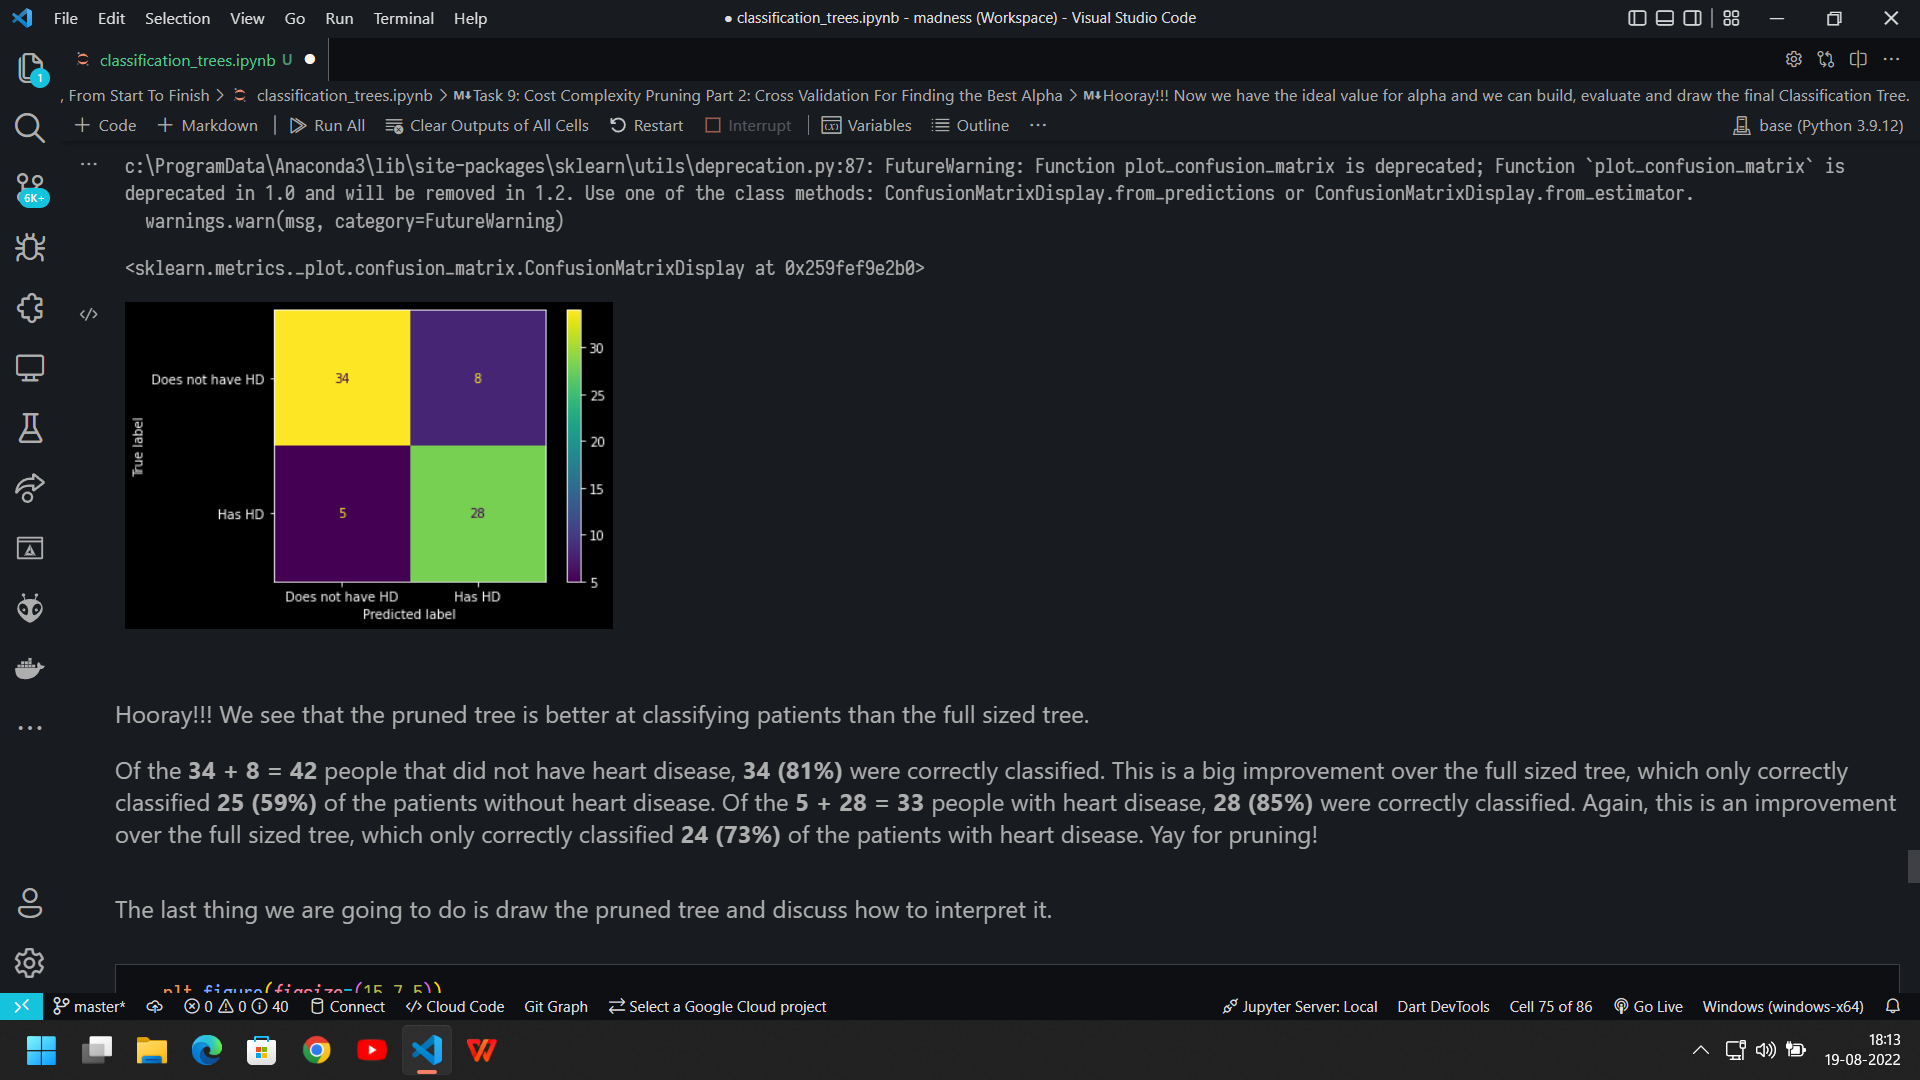 File Edit Selection View Go Run Terminal Help
● classification_trees.ipynb - madness (Workspace) - Visual Studio Code
classification_trees.ipynb U ●
, From Start To Finish > classification_trees.ipynb > M↓Task 9: Cost Complexity Pruning Part 2: Cross Validation For Finding the Best Alpha > M↓Hooray!!! Now we have the ideal value for alpha and we can build, evaluate and draw the final Classification Tree.
+ Code + Markdown | Run All Clear Outputs of All Cells Restart Interrupt | Variables Outline ··· base (Python 3.9.12)
c:\ProgramData\Anaconda3\lib\site-packages\sklearn\utils\deprecation.py:87: FutureWarning: Function plot_confusion_matrix is deprecated; Function `plot_confusion_matrix` is
deprecated in 1.0 and will be removed in 1.2. Use one of the class methods: ConfusionMatrixDisplay.from_predictions or ConfusionMatrixDisplay.from_estimator.
warnings.warn(msg, category=FutureWarning)
<sklearn.metrics._plot.confusion_matrix.ConfusionMatrixDisplay at 0x259fef9e2b0>
Does not have HD 34 8
Has HD 5 28
Does not have HD Has HD
Predicted label
True label
30
25
20
15
10
5
Hooray!!! We see that the pruned tree is better at classifying patients than the full sized tree.
Of the 34 + 8 = 42 people that did not have heart disease, 34 (81%) were correctly classified. This is a big improvement over the full sized tree, which only correctly
classified 25 (59%) of the patients without heart disease. Of the 5 + 28 = 33 people with heart disease, 28 (85%) were correctly classified. Again, this is an improvement
over the full sized tree, which only correctly classified 24 (73%) of the patients with heart disease. Yay for pruning!
The last thing we are going to do is draw the pruned tree and discuss how to interpret it.
plt.figure(figsize=(15,7.5))
1
6K+
master* 0 0 40 Connect Cloud Code Git Graph Select a Google Cloud project Jupyter Server: Local Dart DevTools Cell 75 of 86 Go Live Windows (windows-x64)
18:13
19-08-2022